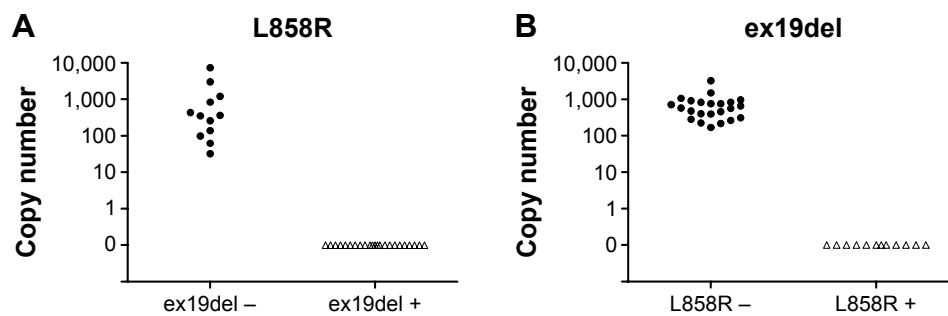 A
L858R
Copy number
10,000
1,000
100
10
1
0
ex19del –
ex19del +
B
ex19del
Copy number
10,000
1,000
100
10
1
0
L858R –
L858R +